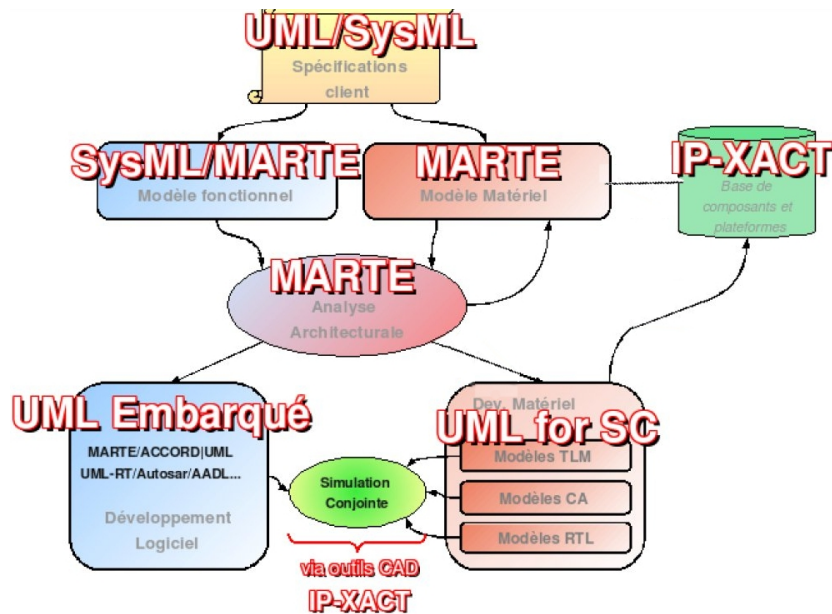 UML/SysML
Spécifications
client
SysML/MARTE
Modèle fonctionnel
MARTE
Modèle Matériel
IP-XACT
Base de
composants et
plateformes
MARTE
Analyse
Architecturale
UML Embarqué
MARTE/ACCORD|UML
UML-RT/Autosar/AADL...
Développement
Logiciel
Simulation
Conjointe
Dev. Matériel
UML for SC
Modèles TLM
Modèles CA
Modèles RTL
via outils CAD
IP-XACT